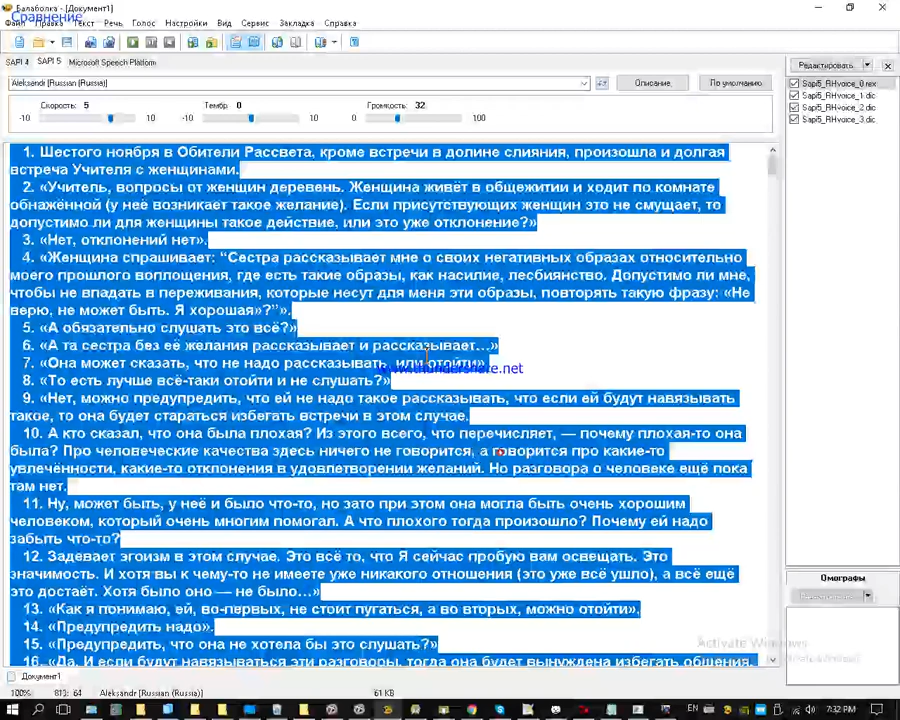 Балаболка - [Документ1]
Сравнение
Файл Правка Текст Речь Голос Настройки Вид Сервис Закладка Справка
SAPI 4 SAPI 5 Microsoft Speech Platform
Редактировать
Aleksandr [Russian (Russia)]
Описание
По умолчанию
Sapi5_RHvoice_0.rex
Sapi5_RHvoice_1.dic
Sapi5_RHvoice_2.dic
Sapi5_RHvoice_3.dic
Скорость: 5 Тембр 0 Громкость: 32
-10 10 -10 10 0 100
1. Шестого ноября в Обители Рассвета, кроме встречи в долине слияния, произошла и долгая
встреча Учителя с женщинами.
2. «Учитель, вопросы от женщин деревень. Женщина живёт в общежитии и ходит по комнате
обнажённой (у неё возникает такое желание). Если присутствующих женщин это не смущает, то
допустимо ли для женщины такое действие, или это уже отклонение?»
3. «Нет, отклонений нет».
4. «Женщина спрашивает: “Сестра рассказывает мне о своих негативных образах относительно
моего прошлого воплощения, где есть такие образы, как насилие, лесбиянство. Допустимо ли мне,
чтобы не впадать в переживания, которые несут для меня эти образы, повторять такую фразу: «Не
верю, не может быть. Я хорошая»?”».
5. «А обязательно слушать это всё?»
6. «А та сестра без её желания рассказывает и рассказывает...»
7. «Она может сказать, что не надо рассказывать, или отойти».
www.thundershare.net
8. «То есть лучше всё-таки отойти и не слушать?»
9. «Нет, можно предупредить, что ей не надо такое рассказывать, что если ей будут навязывать
такое, то она будет стараться избегать встречи в этом случае.
10. А кто сказал, что она была плохая? Из этого всего, что перечисляет, — почему плохая-то она
была? Про человеческие качества здесь ничего не говорится, а говорится про какие-то
увлечённости, какие-то отклонения в удовлетворении желаний. Но разговора о человеке ещё пока
там нет.
11. Ну, может быть, у неё и было что-то, но зато при этом она могла быть очень хорошим
человеком, который очень многим помогал. А что плохого тогда произошло? Почему ей надо
забыть что-то?
12. Задевает эгоизм в этом случае. Это всё то, что Я сейчас пробую вам освещать. Это
значимость. И хотя вы к чему-то не имеете уже никакого отношения (это уже всё ушло), а всё ещё
это достаёт. Хотя было оно — не было...»
13. «Как я понимаю, ей, во-первых, не стоит пугаться, а во вторых, можно отойти».
14. «Предупредить надо».
15. «Предупредить, что она не хотела бы это слушать?»
16. «Да. И если будут навязываться эти разговоры, тогда она будет вынуждена избегать общения.
Омографы
Activate Windows
Документ1
100% Aleksandr [Russian (Russia)] 61 KB
EN 7:32 PM